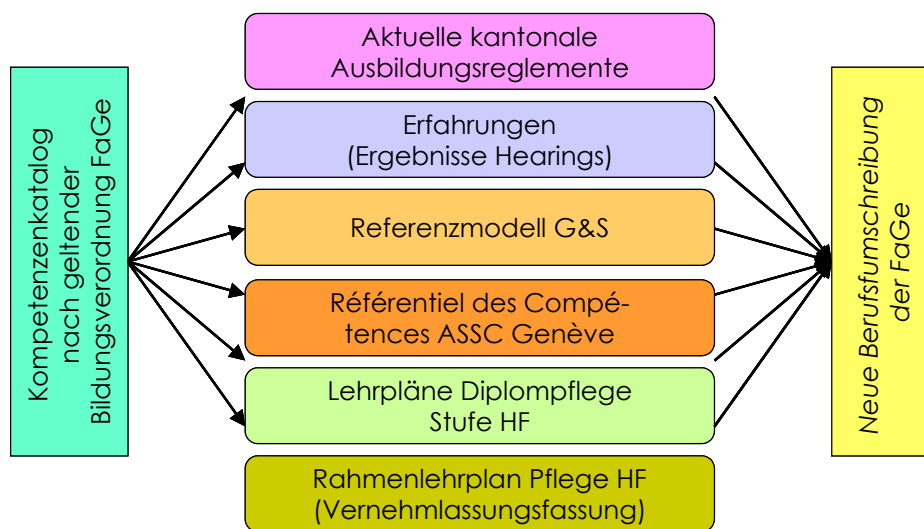 Kompetenzenkatalog
nach geltender
Bildungsverordnung FaGe
Aktuelle kantonale
Ausbildungsreglemente
Erfahrungen
(Ergebnisse Hearings)
Referenzmodell G&S
Référentiel des Compé-
tences ASSC Genève
Lehrpläne Diplompflege
Stufe HF
Rahmenlehrplan Pflege HF
(Vernehmlassungsfassung)
Neue Berufsumschreibung
der FaGe